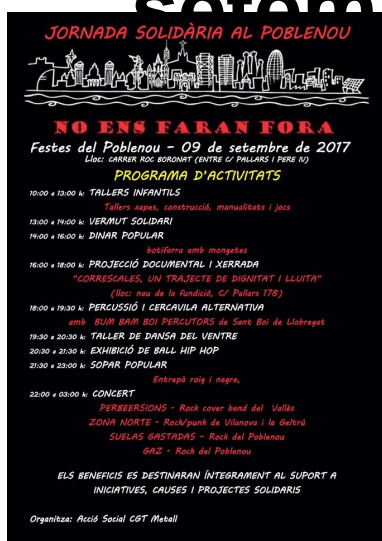 setem
JORNADA SOLIDÀRIA AL POBLENOU
NO ENS FARAN FORA
Festes del Poblenou - 09 de setembre de 2017
Lloc: CARRER ROC BORONAT (ENTRE C/ PALLARS I PERE IV)
PROGRAMA D'ACTIVITATS
10:00 a 13:00 h: TALLERS INFANTILS
Tallers xapes, construcció, manualitats i jocs
13:00 a 14:00 h: VERMUT SOLIDARI
14:00 a 16:00 h: DINAR POPULAR
botifarra amb mongetes
16:00 a 18:00 h: PROJECCIÓ DOCUMENTAL I XERRADA
"CORRESCALES, UN TRAJECTE DE DIGNITAT I LLUITA"
(lloc: nau de la fundició, C/ Pallars 178)
18:00 a 19:30 h: PERCUSSIÓ I CERCAVILA ALTERNATIVA
amb BUM BAM BOI PERCUTORS de Sant Boi de Llobregat
19:30 a 20:30 h: TALLER DE DANSA DEL VENTRE
20:30 a 21:30 h: EXHIBICIÓ DE BALL HIP HOP
21:30 a 23:00 h: SOPAR POPULAR
Entrepà roig i negre,
22:00 a 03:00 h: CONCERT
PERBEERSIONS - Rock cover band del Vallès
ZONA NORTE - Rock/punk de Vilanova i la Geltrú
SUELAS GASTADAS - Rock del Poblenou
GAZ - Rock del Poblenou
ELS BENEFICIS ES DESTINARAN ÍNTEGRAMENT AL SUPORT A
INICIATIVES, CAUSES I PROJECTES SOLIDARIS
Organitza: Acció Social CGT Metall